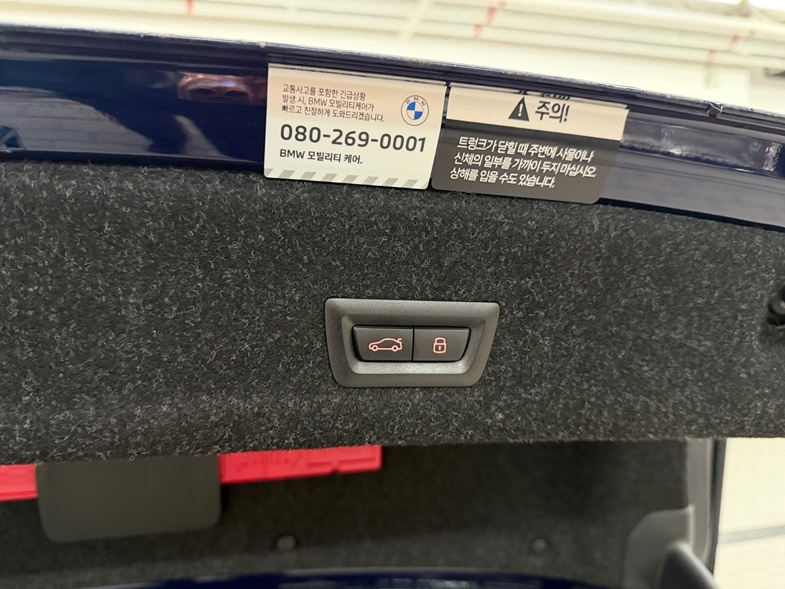 교통사고를 포함한 긴급상황
발생 시, BMW 모빌리티케어가
빠르고 친절하게 도와드리겠습니다.
BMW
080-269-0001
BMW 모빌리티 케어.
주의!
트렁크가 닫힐 때 주변에 사물이나
신체의 일부를 가까이 두지 마십시오.
상해를 입을 수도 있습니다.